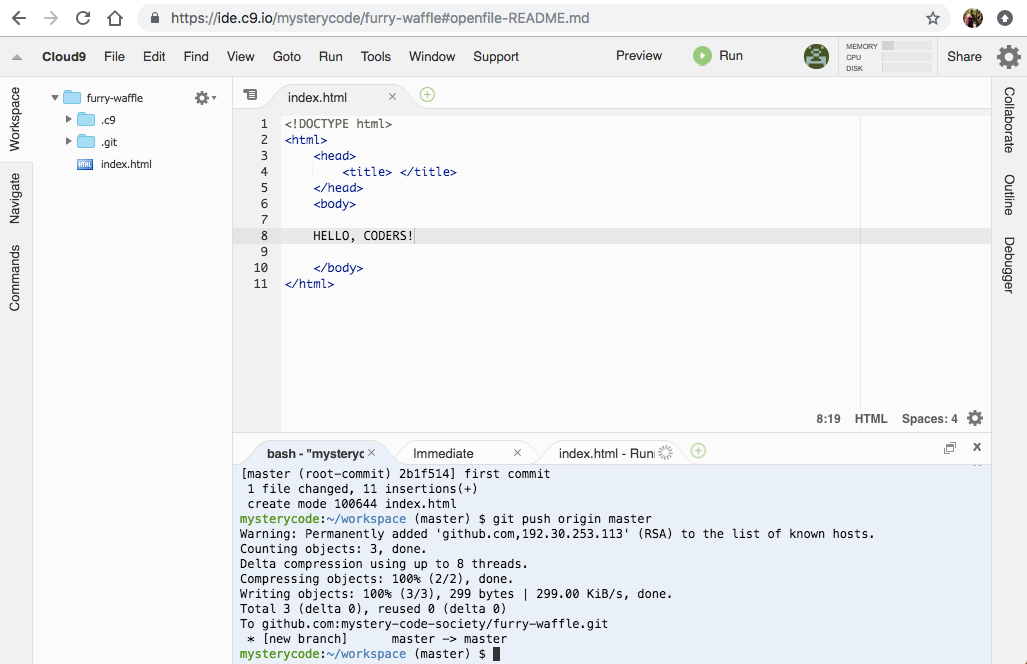 https://ide.c9.io/mysterycode/furry-waffle#openfile-README.md
Cloud9 File Edit Find View Goto Run Tools Window Support Preview Run MEMORY CPU DISK Share
Workspace
Navigate
Commands
furry-waffle
.c9
.git
HTML index.html
index.html
1 <!DOCTYPE html>
2 <html>
3 <head>
4 <title> </title>
5 </head>
6 <body>
7
8 HELLO, CODERS!
9
10 </body>
11 </html>
8:19 HTML Spaces: 4
Collaborate
Outline
Debugger
bash - "mysteryc Immediate index.html - Run
[master (root-commit) 2b1f514] first commit
1 file changed, 11 insertions(+)
create mode 100644 index.html
mysterycode:~/workspace (master) $ git push origin master
Warning: Permanently added 'github.com,192.30.253.113' (RSA) to the list of known hosts.
Counting objects: 3, done.
Delta compression using up to 8 threads.
Compressing objects: 100% (2/2), done.
Writing objects: 100% (3/3), 299 bytes | 299.00 KiB/s, done.
Total 3 (delta 0), reused 0 (delta 0)
To github.com:mystery-code-society/furry-waffle.git
* [new branch] master -> master
mysterycode:~/workspace (master) $